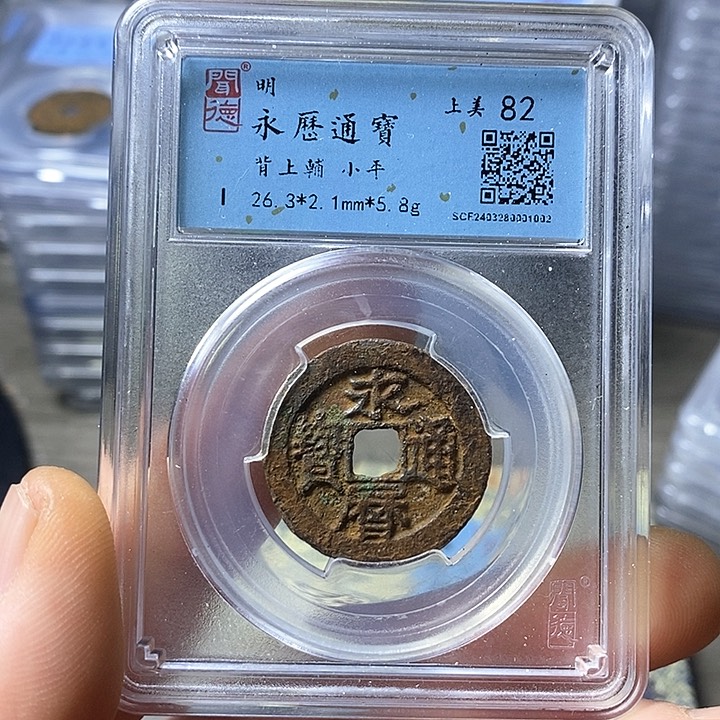 聞德®
明
永歷通寶
背上輔 小平
I 26.3*2.1mm*5.8g
上美 82
SCF2403280001002
永通曆寶
聞德